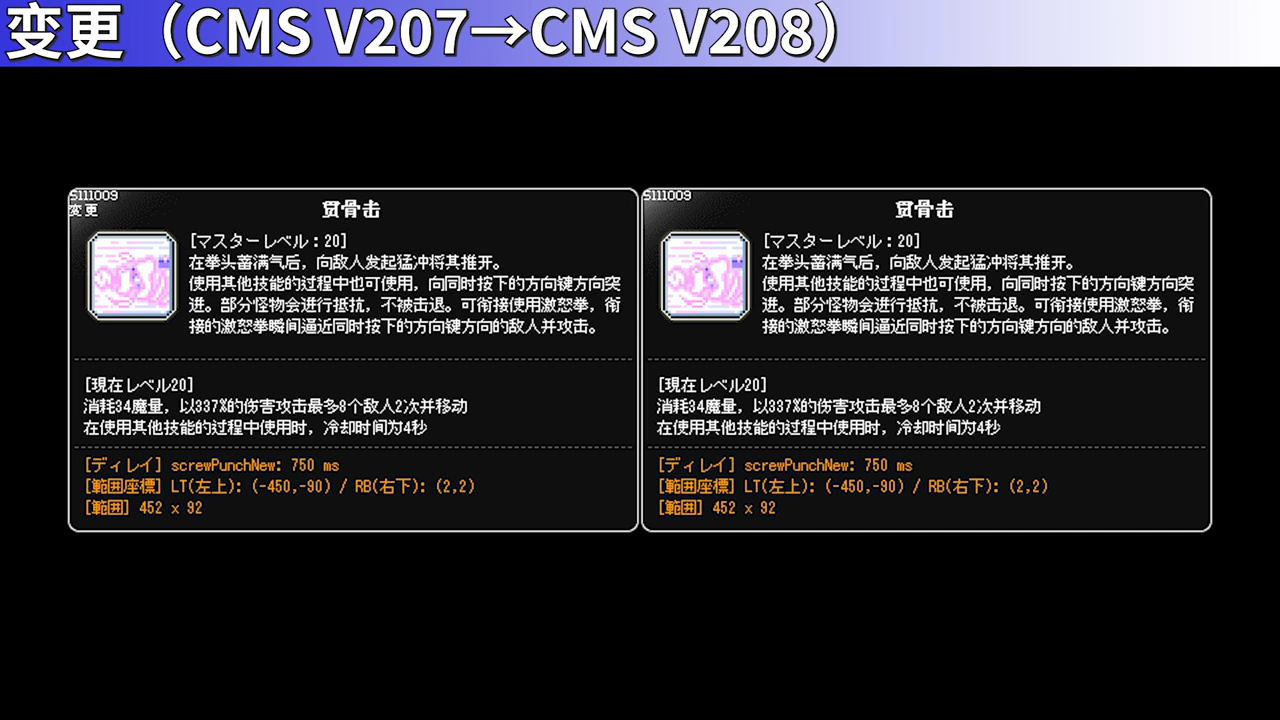 変更（CMS V207→CMS V208）
5111009
变更
贯骨击
[マスターレベル：20]
在拳头蓄满气后，向敌人发起猛冲将其推开。
使用其他技能的过程中也可使用，向同时按下的方向键方向突
进。部分怪物会进行抵抗，不被击退。可衔接使用激怒拳，衔
接的激怒拳瞬间逼近同时按下的方向键方向的敌人并攻击。
[現在レベル20]
消耗34魔量，以337%的伤害攻击最多8个敌人2次并移动
在使用其他技能的过程中使用时，冷却时间为4秒
[ディレイ] screwPunchNew: 750 ms
[範囲座標] LT(左上): (-450,-90) / RB(右下): (2,2)
[範囲] 452 x 92
5111009
贯骨击
[マスターレベル：20]
在拳头蓄满气后，向敌人发起猛冲将其推开。
使用其他技能的过程中也可使用，向同时按下的方向键方向突
进。部分怪物会进行抵抗，不被击退。可衔接使用激怒拳，衔
接的激怒拳瞬间逼近同时按下的方向键方向的敌人并攻击。
[現在レベル20]
消耗34魔量，以337%的伤害攻击最多8个敌人2次并移动
在使用其他技能的过程中使用时，冷却时间为4秒
[ディレイ] screwPunchNew: 750 ms
[範囲座標] LT(左上): (-450,-90) / RB(右下): (2,2)
[範囲] 452 x 92